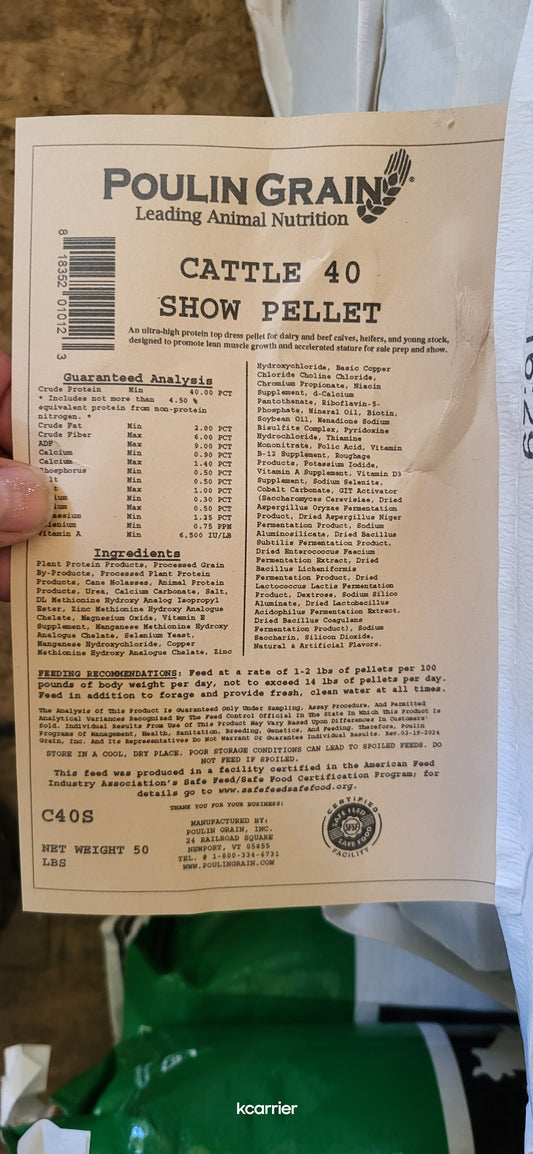 POULIN GRAIN®
Leading Animal Nutrition
8 18352 01012 3
CATTLE 40
SHOW PELLET
An ultra-high protein top dress pellet for dairy and beef calves, heifers, and young stock,
designed to promote lean muscle growth and accelerated stature for sale prep and show.
Guaranteed Analysis
Crude Protein Min 40.00 PCT
* Includes not more than 4.50 %
equivalent protein from non-protein
nitrogen. *
Crude Fat Min 2.00 PCT
Crude Fiber Max 6.00 PCT
ADF Max 9.00 PCT
Calcium Min 0.90 PCT
Calcium Max 1.40 PCT
Phosphorus Min 0.50 PCT
lt Min 0.50 PCT
Max 1.00 PCT
ium Min 0.30 PCT
ium Max 0.50 PCT
assium Min 1.25 PCT
lenium Min 0.75 PPM
Vitamin A Min 6,500 IU/LB
Ingredients
Plant Protein Products, Processed Grain
By-Products, Processed Plant Protein
Products, Cane Molasses, Animal Protein
Products, Urea, Calcium Carbonate, Salt,
DL Methionine Hydroxy Analog Isopropyl
Ester, Zinc Methionine Hydroxy Analogue
Chelate, Magnesium Oxide, Vitamin E
Supplement, Manganese Methionine Hydroxy
Analogue Chelate, Selenium Yeast,
Manganese Hydroxychloride, Copper
Methionine Hydroxy Analogue Chelate, Zinc
Hydroxychloride, Basic Copper
Chloride Choline Chloride,
Chromium Propionate, Niacin
Supplement, d-Calcium
Pantothenate, Riboflavin-5-
Phosphate, Mineral Oil, Biotin,
Soybean Oil, Menadione Sodium
Bisulfite Complex, Pyridoxine
Hydrochloride, Thiamine
Mononitrate, Folic Acid, Vitamin
B-12 Supplement, Roughage
Products, Potassium Iodide,
Vitamin A Supplement, Vitamin D3
Supplement, Sodium Selenite,
Cobalt Carbonate, GIT Activator
(Saccharomyces Cerevisiae, Dried
Aspergillus Oryzae Fermentation
Product, Dried Aspergillus Niger
Fermentation Product, Sodium
Aluminosilicate, Dried Bacillus
Subtilis Fermentation Product,
Dried Enterococcus Faecium
Fermentation Extract, Dried
Bacillus Licheniformis
Fermentation Product, Dried
Lactococcus Lactis Fermentation
Product, Dextrose, Sodium Silico
Aluminate, Dried Lactobacillus
Acidophilus Fermentation Extract,
Dried Bacillus Coagulans
Fermentation Product), Sodium
Saccharin, Silicon Dioxide,
Natural & Artificial Flavors.
FEEDING RECOMMENDATIONS: Feed at a rate of 1-2 lbs of pellets per 100
pounds of body weight per day, not to exceed 14 lbs of pellets per day.
Feed in addition to forage and provide fresh, clean water at all times.
The Analysis of This Product Is Guaranteed Only Under Sampling, Assay Procedure, And Permitted
Analytical Variances Recognized By The Feed Control Official In The State In Which This Product Is
Sold. Individual Results From Use of This Product May Vary Based Upon Differences In Customers'
Programs of Management, Health, Sanitation, Breeding, Genetics, And Feeding, Therefore, Poulin
Grain, Inc. And Its Representatives Do Not Warrant Or Guarantee Individual Results. Rev.03-19-2024
STORE IN A COOL, DRY PLACE. POOR STORAGE CONDITIONS CAN LEAD TO SPOILED FEEDS. DO
NOT FEED IF SPOILED.
This feed was produced in a facility certified in the American Feed
Industry Association's Safe Feed/Safe Food Certification Program; for
details go to www.safefeedsafefood.org.
THANK YOU FOR YOUR BUSINESS!
C40S
NET WEIGHT 50
LBS
MANUFACTURED BY:
POULIN GRAIN, INC.
24 RAILROAD SQUARE
NEWPORT, VT 05855
TEL. # 1-800-334-6731
WWW.POULINGRAIN.COM
CERTIFIED
SAFE FEED
SFSF
SAFE FOOD
FACILITY
kcarrier